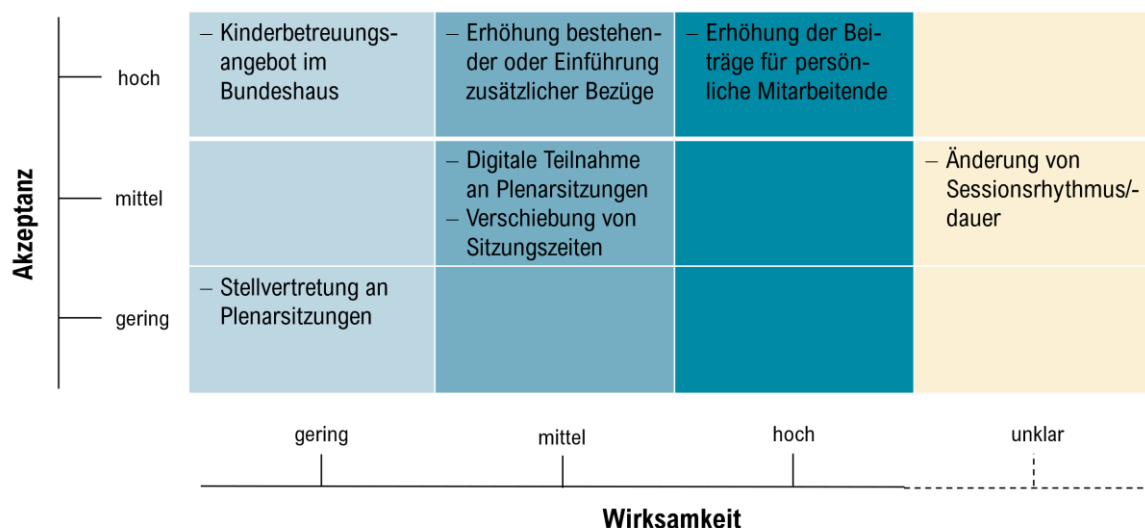 – Kinderbetreuungs-
angebot im
Bundeshaus
– Erhöhung bestehen-
der oder Einführung
zusätzlicher Bezüge
– Erhöhung der Bei-
träge für persön-
liche Mitarbeitende
hoch
– Digitale Teilnahme
an Plenarsitzungen
– Verschiebung von
Sitzungszeiten
– Änderung von
Sessionsrhythmus/-
dauer
mittel
Akzeptanz
– Stellvertretung an
Plenarsitzungen
gering
gering
mittel
hoch
unklar
Wirksamkeit